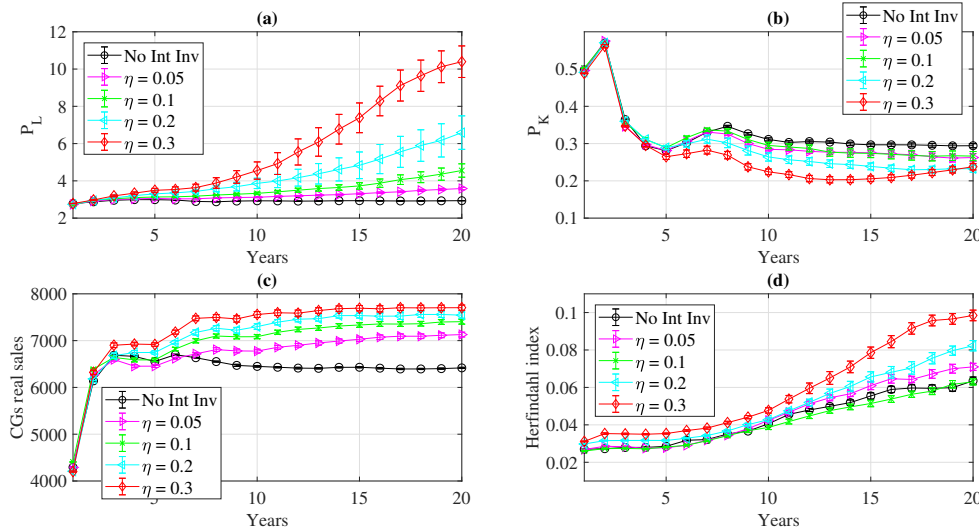 (a)
12
10
8
6
4
2
P_L
No Int Inv
η = 0.05
η = 0.1
η = 0.2
η = 0.3
5
10
15
20
Years
(b)
0.5
0.4
0.3
0.2
0.1
P_K
No Int Inv
η = 0.05
η = 0.1
η = 0.2
η = 0.3
5
10
15
20
Years
(c)
8000
7000
6000
5000
4000
CGs real sales
No Int Inv
η = 0.05
η = 0.1
η = 0.2
η = 0.3
5
10
15
20
Years
(d)
0.1
0.08
0.06
0.04
0.02
0
Herfindahl index
No Int Inv
η = 0.05
η = 0.1
η = 0.2
η = 0.3
5
10
15
20
Years